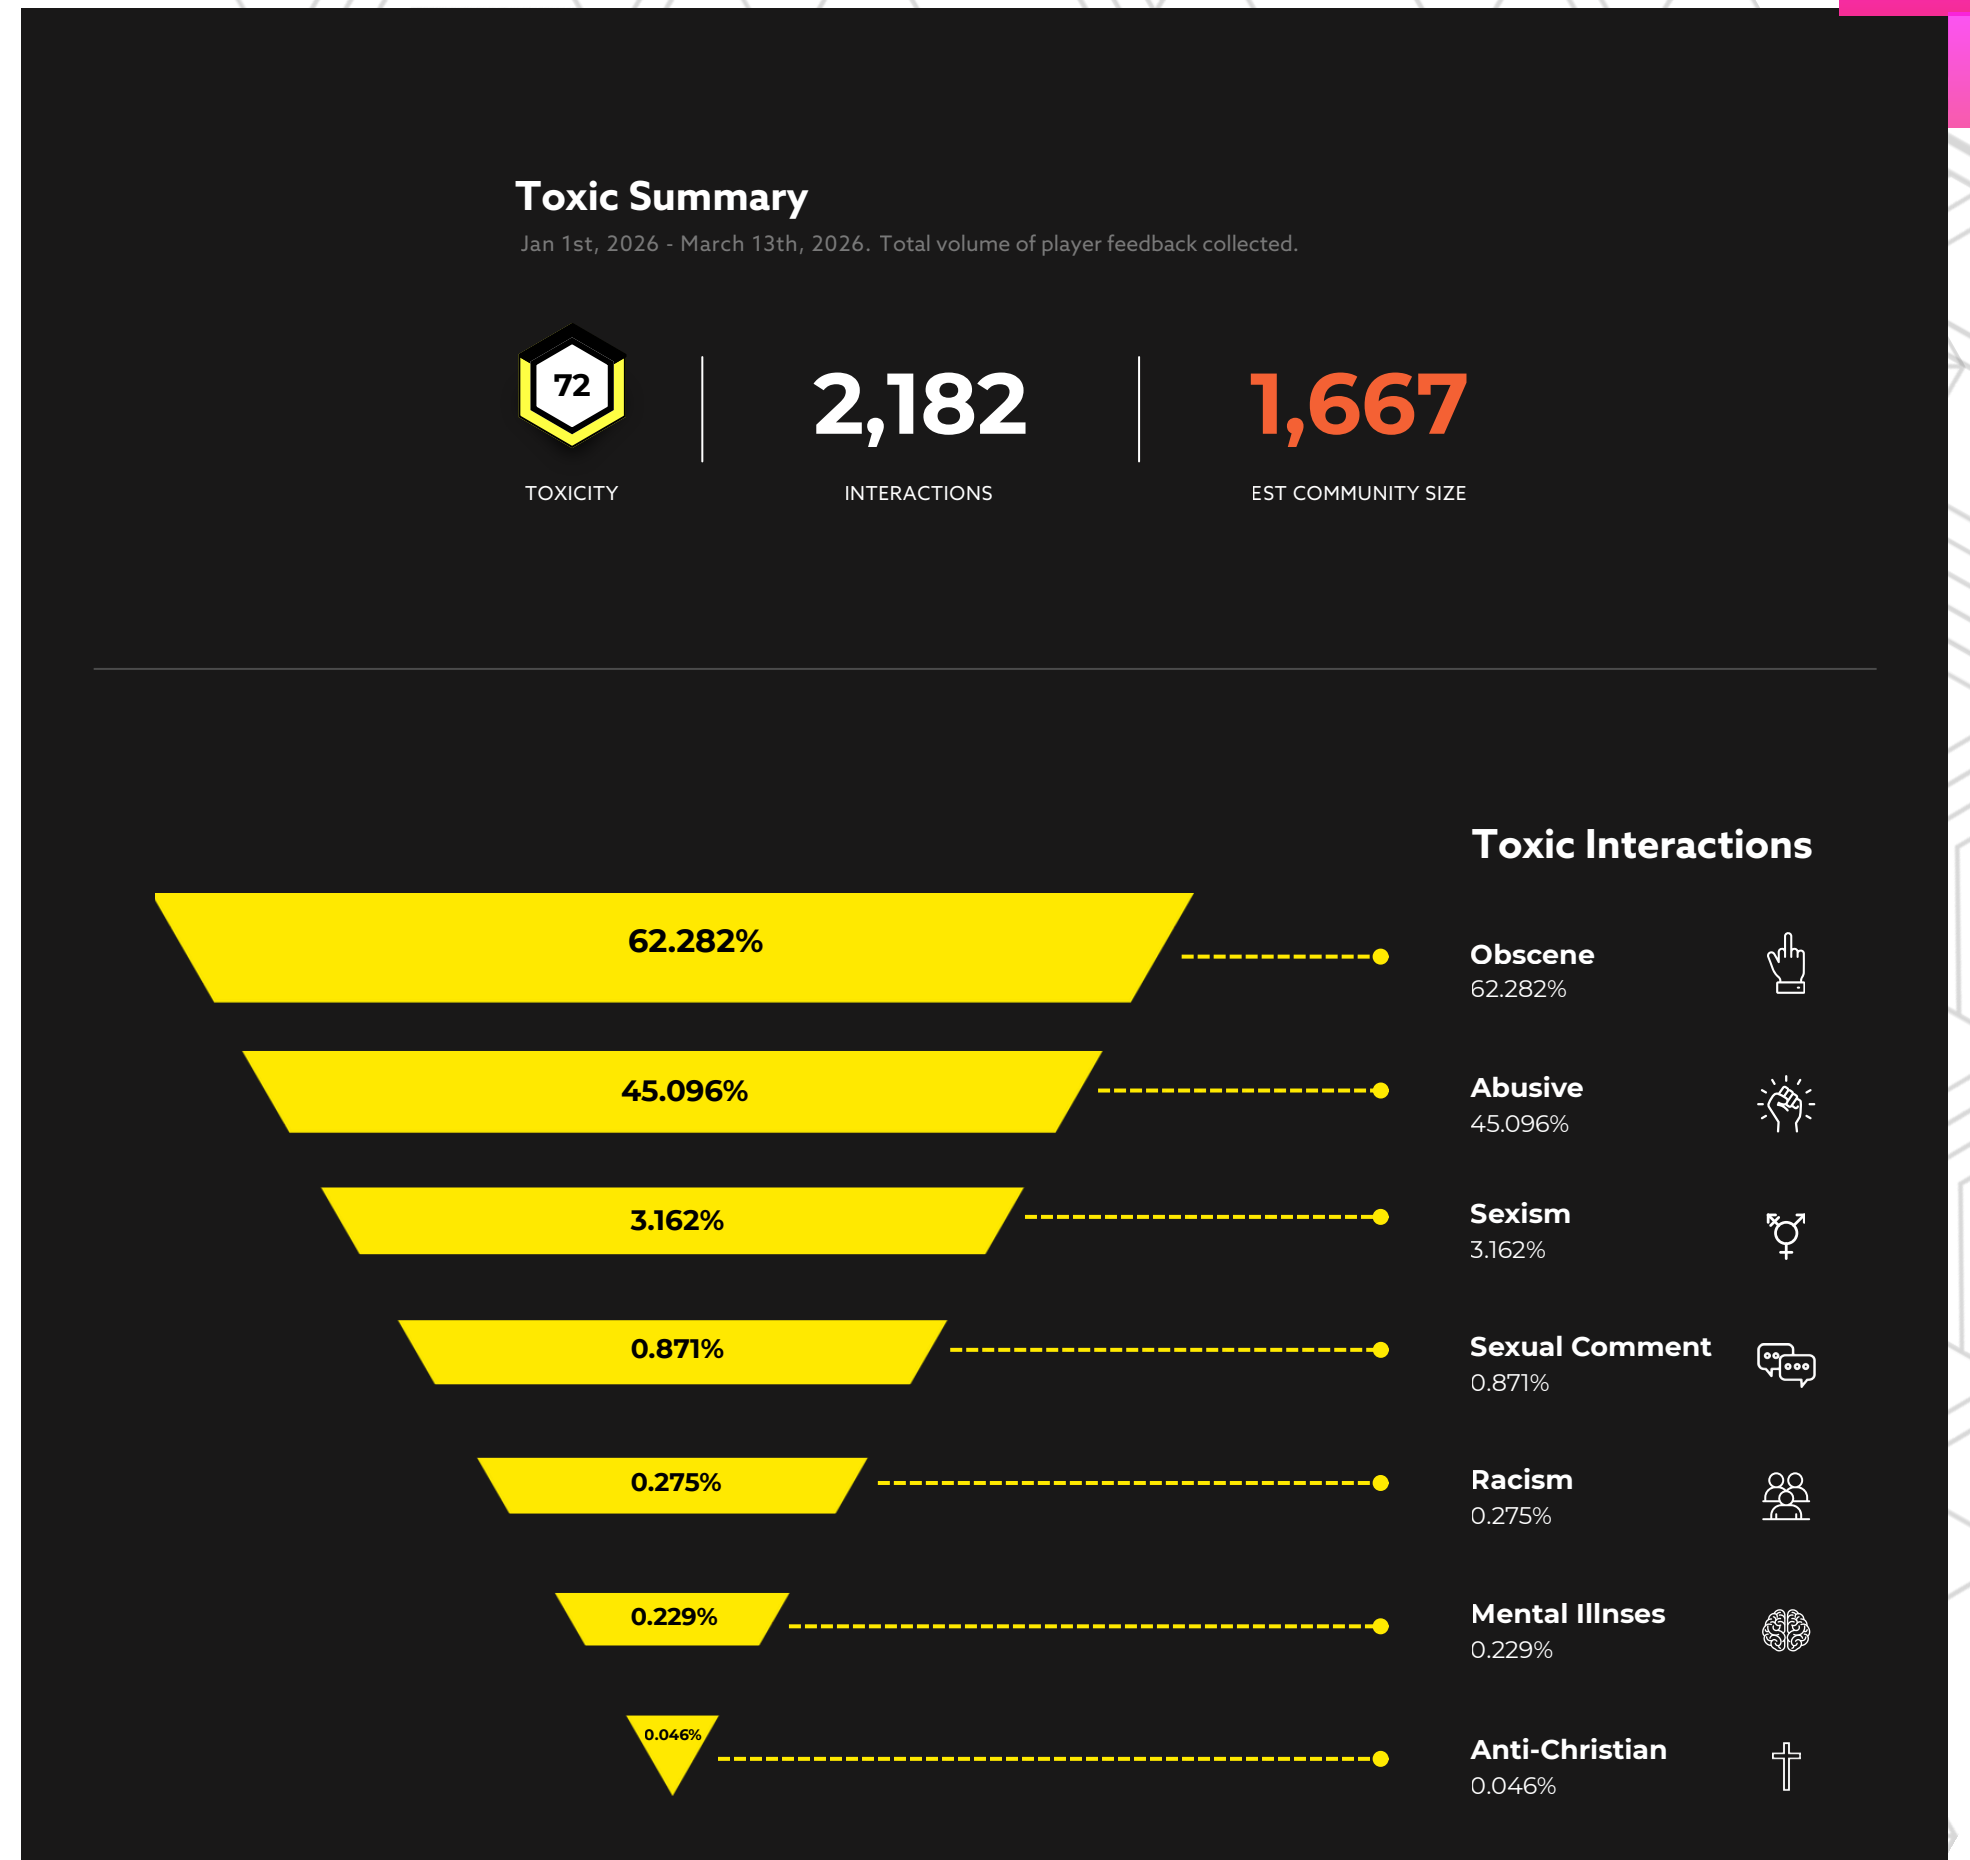 Toxic Summary
Jan 1st, 2026 - March 13th, 2026. Total volume of player feedback collected.
72
2,182
1,667
TOXICITY
INTERACTIONS
EST COMMUNITY SIZE
Toxic Interactions
62.282%
Obscene
62.282%
45.096%
Abusive
45.096%
3.162%
Sexism
3.162%
0.871%
Sexual Comment
0.871%
0.275%
Racism
0.275%
0.229%
Mental Illnses
0.229%
0.046%
Anti-Christian
0.046%